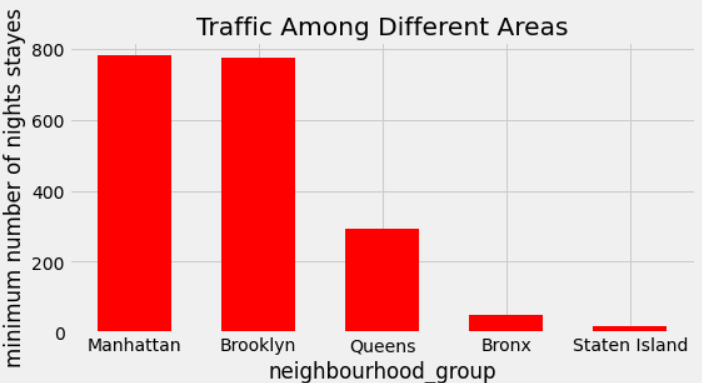 Traffic Among Different Areas
minimum number of nights stayes
800
600
400
200
0
Manhattan Brooklyn Queens Bronx Staten Island
neighbourhood_group